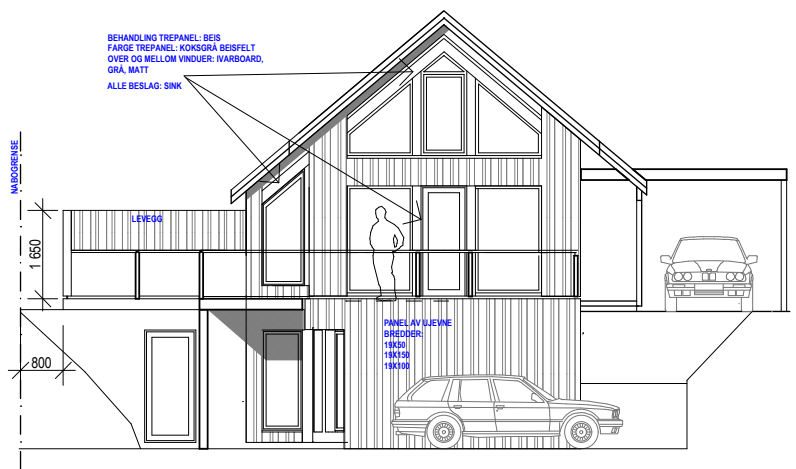 BEHANDLING TREPANEL: BEIS
FARGE TREPANEL: KOKSGRÅ BEISFELT
OVER OG MELLOM VINDUER: IVARBOARD,
GRÅ, MATT
ALLE BESLAG: SINK
NABOGRENSE
LEVEGG
1 650
PANEL AV UJEVNE
BREDDER:
19X50
19X150
19X100
800